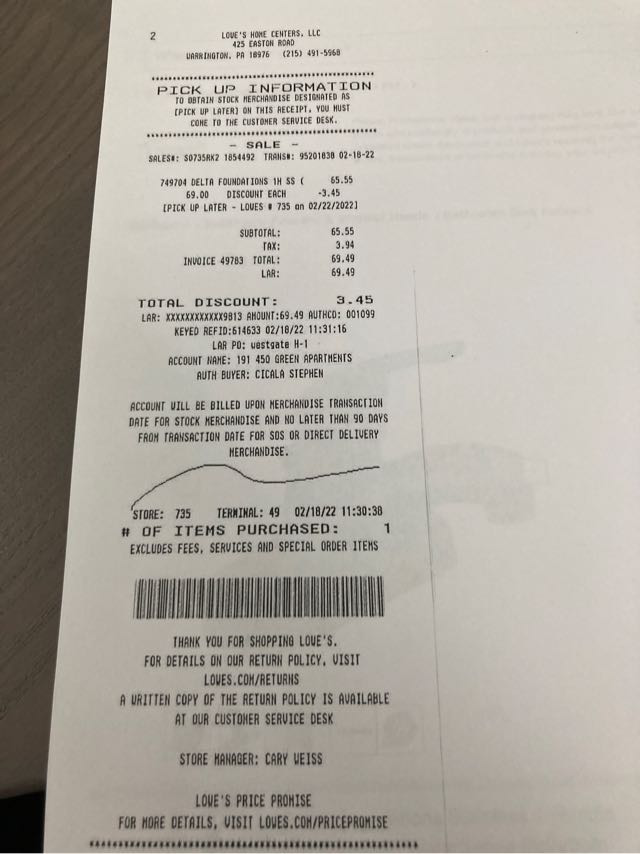 2
LOWE'S HOME CENTERS, LLC
425 EASTON ROAD
WARRINGTON, PA 18976 (215) 491-5968
PICK UP INFORMATION
TO OBTAIN STOCK MERCHANDISE DESIGNATED AS
[PICK UP LATER] ON THIS RECEIPT, YOU MUST
COME TO THE CUSTOMER SERVICE DESK.
- SALE -
SALES#: S0735RK2 1854492 TRANS#: 95201838 02-18-22
749704 DELTA FOUNDATIONS 1H SS ( 65.55
69.00 DISCOUNT EACH -3.45
[PICK UP LATER - LOWES # 735 on 02/22/2022]
SUBTOTAL: 65.55
TAX: 3.94
INVOICE 49783 TOTAL: 69.49
LAR: 69.49
TOTAL DISCOUNT: 3.45
LAR: XXXXXXXXXXXX9813 AMOUNT:69.49 AUTHCD: 001099
KEYED REFID:614633 02/18/22 11:31:16
LAR PO: westgate H-1
ACCOUNT NAME: 191 450 GREEN APARTMENTS
AUTH BUYER: CICALA STEPHEN
ACCOUNT WILL BE BILLED UPON MERCHANDISE TRANSACTION
DATE FOR STOCK MERCHANDISE AND NO LATER THAN 90 DAYS
FROM TRANSACTION DATE FOR SOS OR DIRECT DELIVERY
MERCHANDISE.
STORE: 735 TERMINAL: 49 02/18/22 11:30:38
# OF ITEMS PURCHASED: 1
EXCLUDES FEES, SERVICES AND SPECIAL ORDER ITEMS
THANK YOU FOR SHOPPING LOWE'S.
FOR DETAILS ON OUR RETURN POLICY, VISIT
LOWES.COM/RETURNS
A WRITTEN COPY OF THE RETURN POLICY IS AVAILABLE
AT OUR CUSTOMER SERVICE DESK
STORE MANAGER: CARY WEISS
LOWE'S PRICE PROMISE
FOR MORE DETAILS, VISIT LOWES.COM/PRICEPROMISE